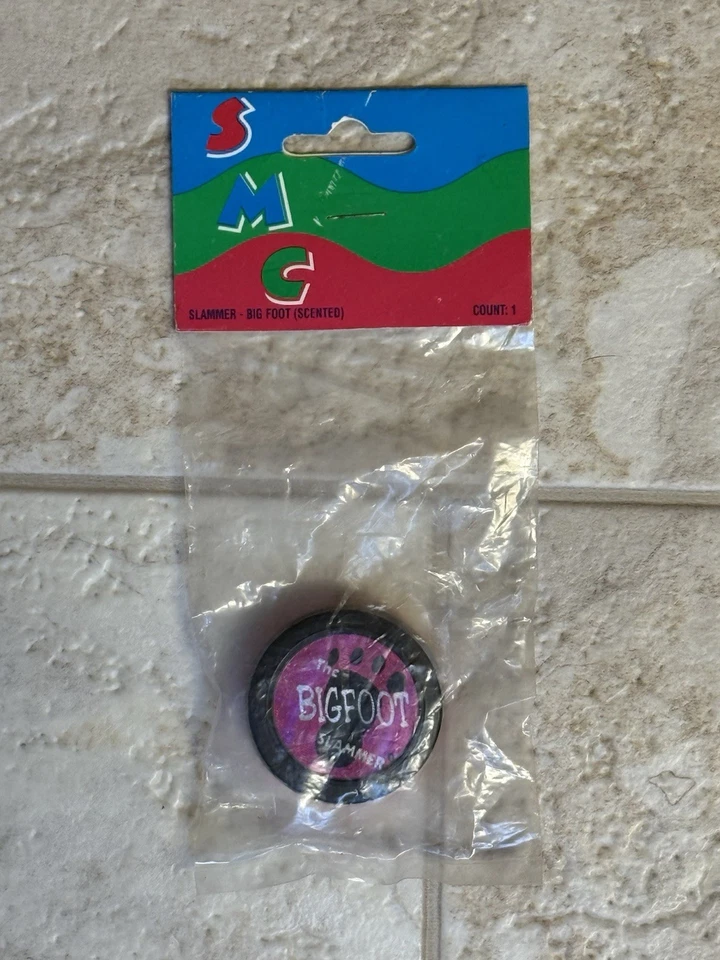 S
M
C
SLAMMER - BIG FOOT (SCENTED) COUNT: 1
The
BIGFOOT
SLAMMER